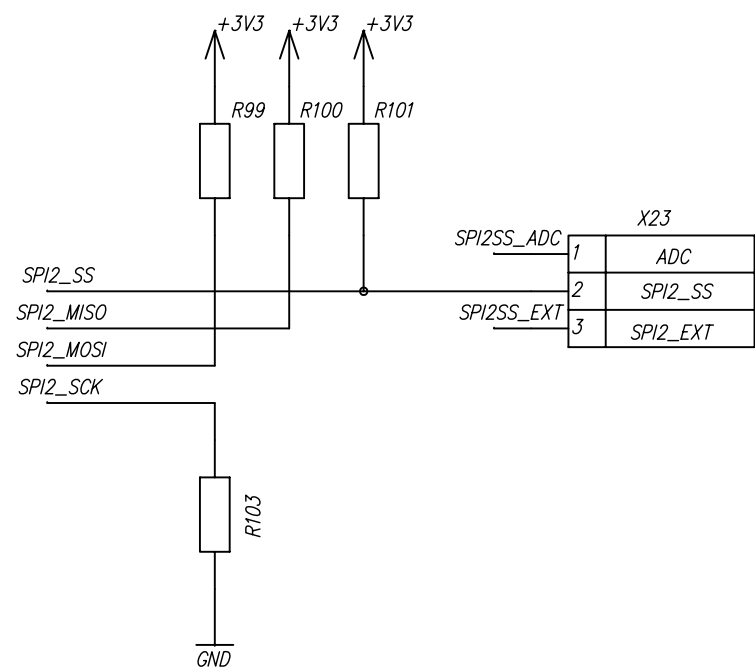 +3V3 +3V3 +3V3
R99 R100 R101
X23
SPI2SS_ADC 1 ADC
SPI2_SS 2 SPI2_SS
SPI2_MISO SPI2SS_EXT 3 SPI2_EXT
SPI2_MOSI
SPI2_SCK
R103
GND